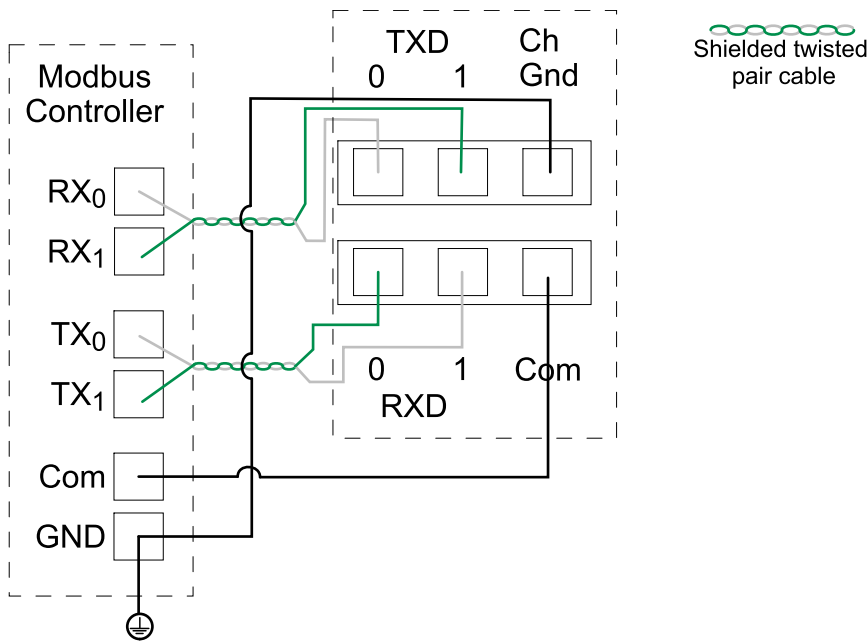 Modbus
Controller
RX0
RX1
TX0
TX1
Com
GND
TXD
0 1
Ch
Gnd
0 1 Com
RXD
Shielded twisted
pair cable